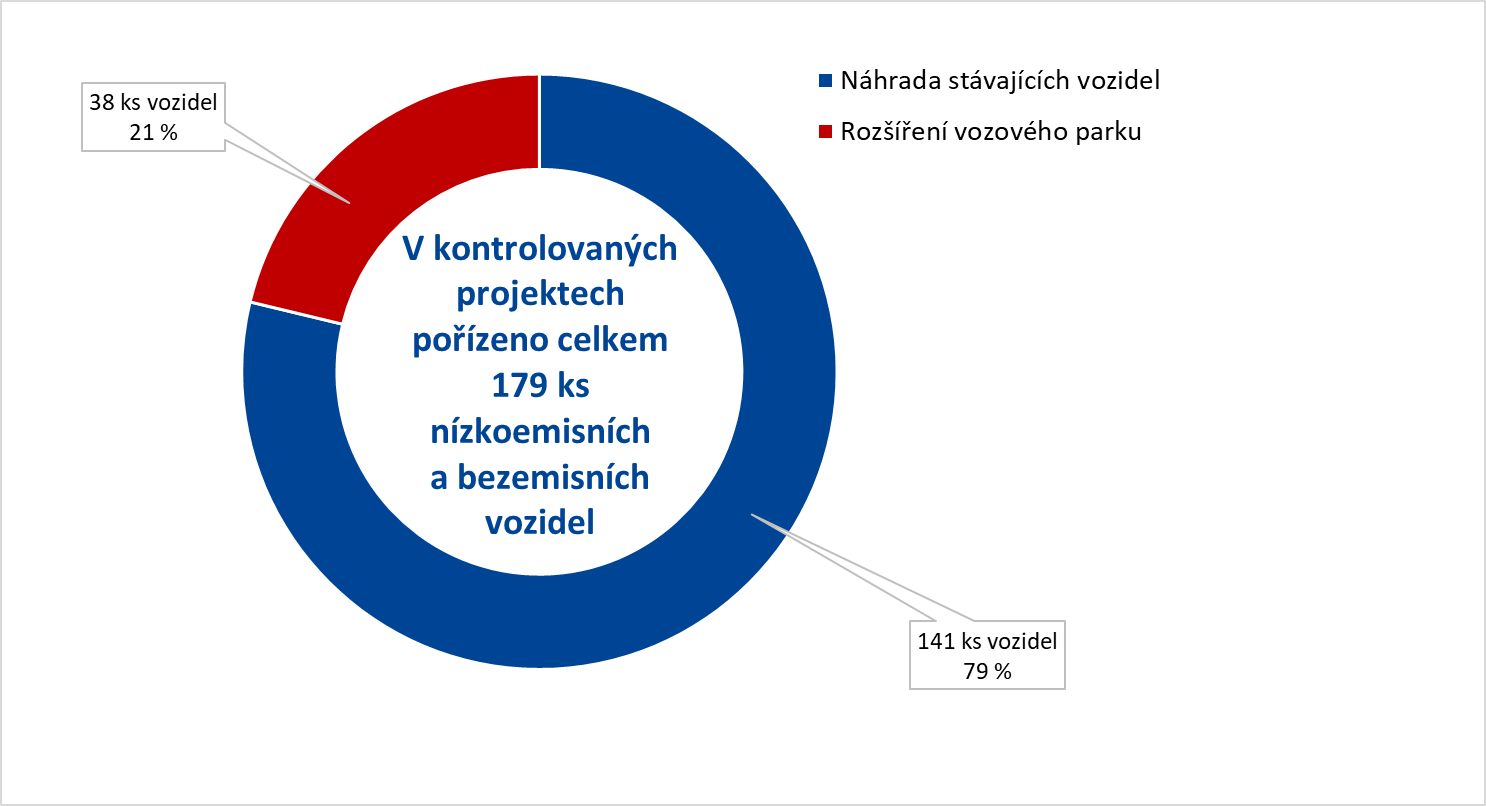 38 ks vozidel
21 %
Náhrada stávajících vozidel
Rozšíření vozového parku
V kontrolovaných
projektech
pořízeno celkem
179 ks
nízkoemisních
a bezemisních
vozidel
141 ks vozidel
79 %